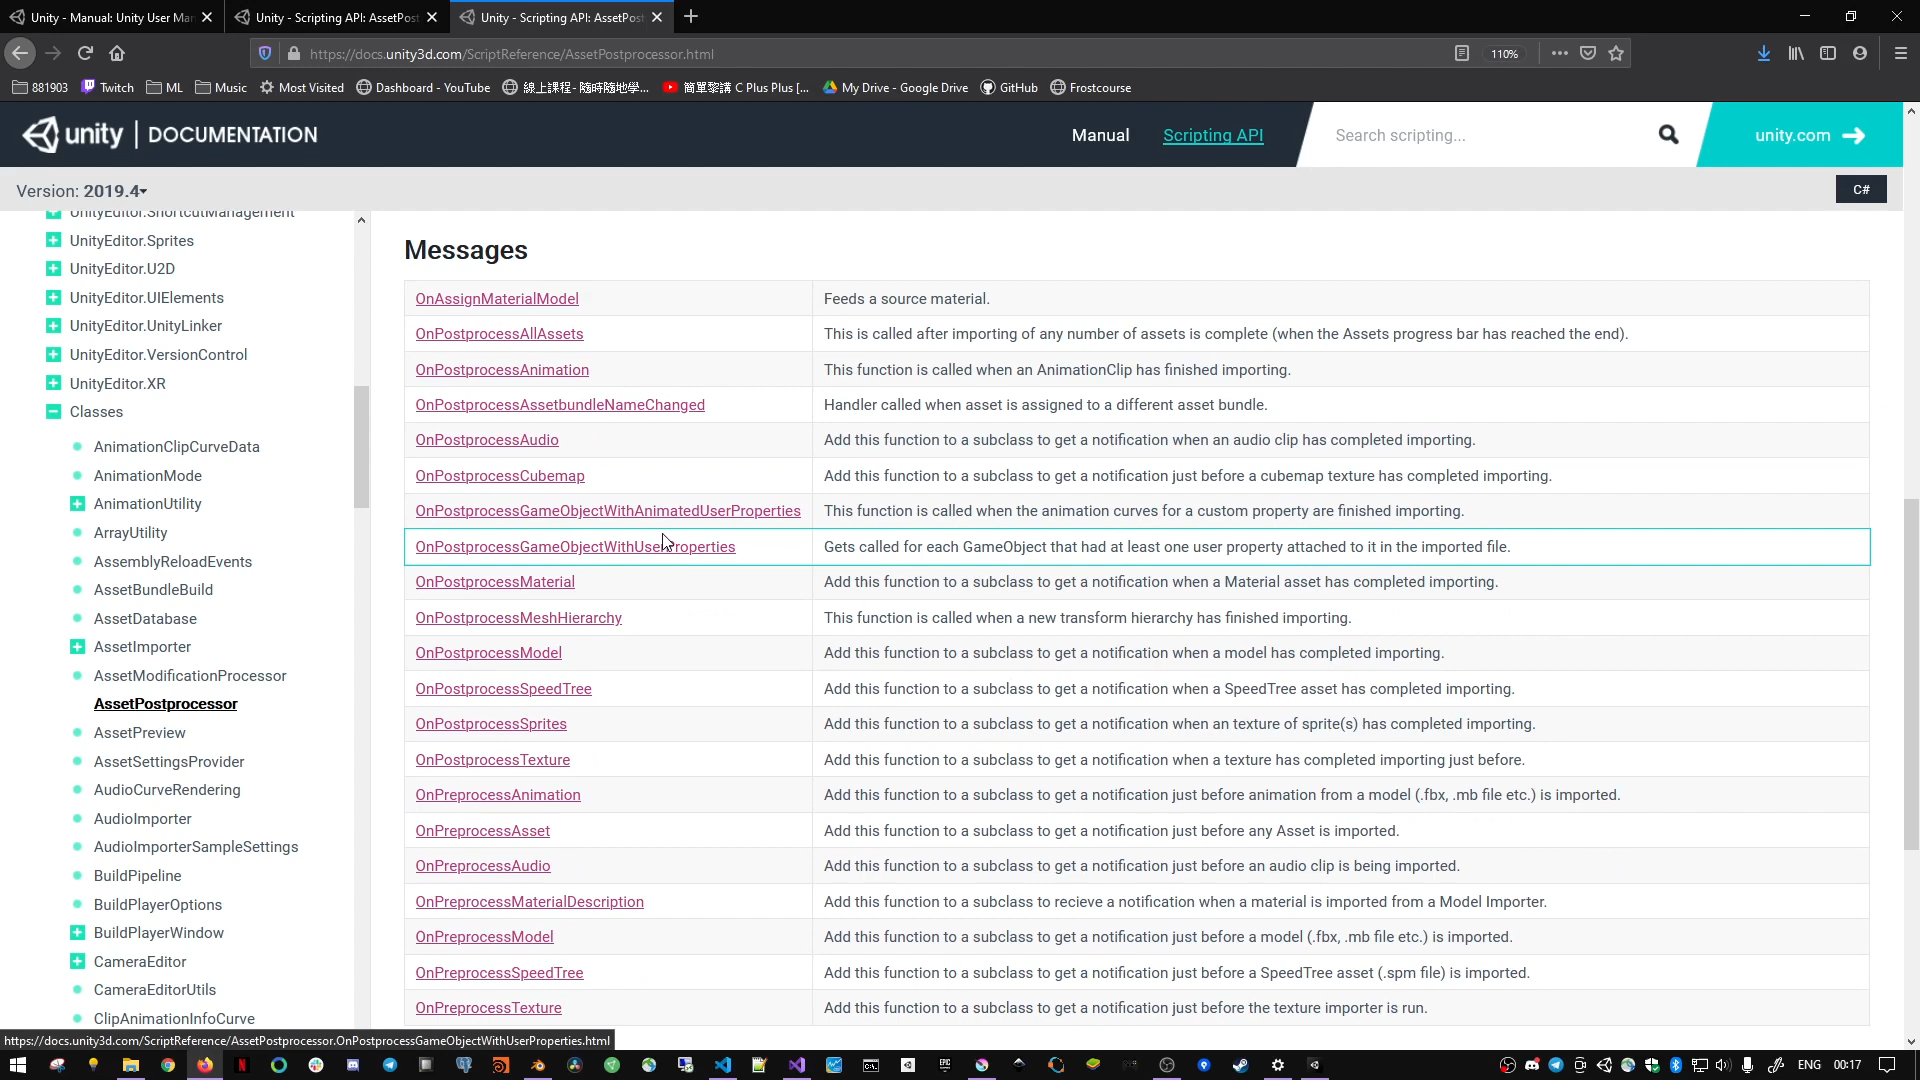 Unity - Manual: Unity User Man
Unity - Scripting API: AssetPost
Unity - Scripting API: AssetPost
https://docs.unity3d.com/ScriptReference/AssetPostprocessor.html
110%
881903
Twitch
ML
Music
Most Visited
Dashboard - YouTube
線上課程- 隨時隨地學...
簡單黎講 C Plus Plus [...
My Drive - Google Drive
GitHub
Frostcourse
unity | DOCUMENTATION
Manual
Scripting API
Search scripting...
unity.com
Version: 2019.4
C#
UnityEditor.ShortcutManagement
UnityEditor.Sprites
UnityEditor.U2D
UnityEditor.UIElements
UnityEditor.UnityLinker
UnityEditor.VersionControl
UnityEditor.XR
Classes
AnimationClipCurveData
AnimationMode
AnimationUtility
ArrayUtility
AssemblyReloadEvents
AssetBundleBuild
AssetDatabase
AssetImporter
AssetModificationProcessor
AssetPostprocessor
AssetPreview
AssetSettingsProvider
AudioCurveRendering
AudioImporter
AudioImporterSampleSettings
BuildPipeline
BuildPlayerOptions
BuildPlayerWindow
CameraEditor
CameraEditorUtils
ClipAnimationInfoCurve
Messages
OnAssignMaterialModel Feeds a source material.
OnPostprocessAllAssets This is called after importing of any number of assets is complete (when the Assets progress bar has reached the end).
OnPostprocessAnimation This function is called when an AnimationClip has finished importing.
OnPostprocessAssetbundleNameChanged Handler called when asset is assigned to a different asset bundle.
OnPostprocessAudio Add this function to a subclass to get a notification when an audio clip has completed importing.
OnPostprocessCubemap Add this function to a subclass to get a notification just before a cubemap texture has completed importing.
OnPostprocessGameObjectWithAnimatedUserProperties This function is called when the animation curves for a custom property are finished importing.
OnPostprocessGameObjectWithUserProperties Gets called for each GameObject that had at least one user property attached to it in the imported file.
OnPostprocessMaterial Add this function to a subclass to get a notification when a Material asset has completed importing.
OnPostprocessMeshHierarchy This function is called when a new transform hierarchy has finished importing.
OnPostprocessModel Add this function to a subclass to get a notification when a model has completed importing.
OnPostprocessSpeedTree Add this function to a subclass to get a notification when a SpeedTree asset has completed importing.
OnPostprocessSprites Add this function to a subclass to get a notification when an texture of sprite(s) has completed importing.
OnPostprocessTexture Add this function to a subclass to get a notification when a texture has completed importing just before.
OnPreprocessAnimation Add this function to a subclass to get a notification just before animation from a model (.fbx, .mb file etc.) is imported.
OnPreprocessAsset Add this function to a subclass to get a notification just before any Asset is imported.
OnPreprocessAudio Add this function to a subclass to get a notification just before an audio clip is being imported.
OnPreprocessMaterialDescription Add this function to a subclass to recieve a notification when a material is imported from a Model Importer.
OnPreprocessModel Add this function to a subclass to get a notification just before a model (.fbx, .mb file etc.) is imported.
OnPreprocessSpeedTree Add this function to a subclass to get a notification just before a SpeedTree asset (.spm file) is imported.
OnPreprocessTexture Add this function to a subclass to get a notification just before the texture importer is run.
https://docs.unity3d.com/ScriptReference/AssetPostprocessor.OnPostprocessGameObjectWithUserProperties.html
ENG
00:17